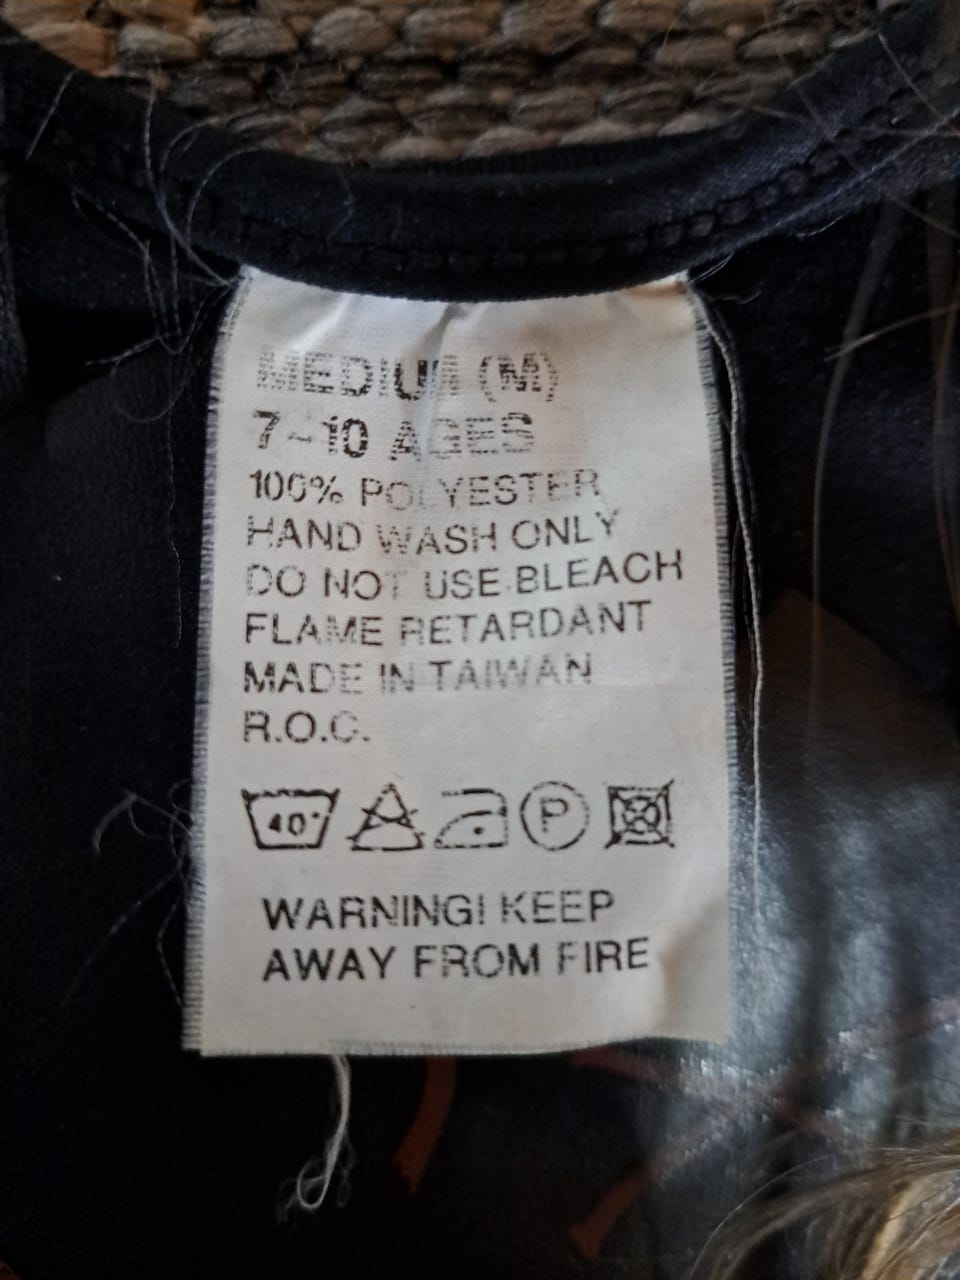 MEDIUM (M)
7-10 AGES
100% POLYESTER
HAND WASH ONLY
DO NOT USE BLEACH
FLAME RETARDANT
MADE IN TAIWAN
R.O.C.
40° P
WARNING! KEEP
AWAY FROM FIRE